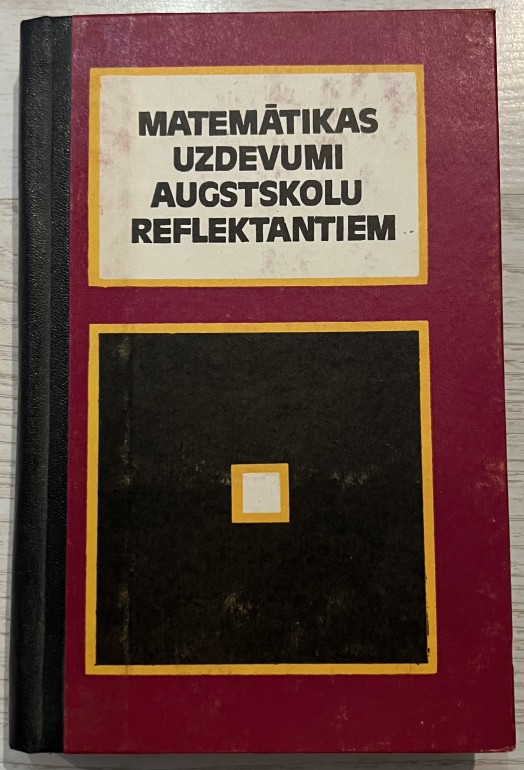 MATEMĀTIKAS
UZDEVUMI
AUGSTSKOLU
REFLEKTANTIEM